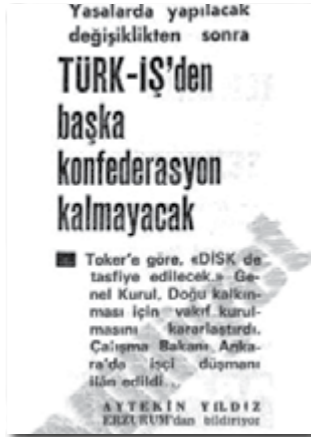 Yasalarda yapılacak
değişiklikten sonra
TÜRK-İŞ'den
başka
konfederasyon
kalmayacak
Toker'e göre, «DİSK de
tasfiye edilecek.» Ge-
nel Kurul, Doğu kalkın-
ması için vakıf kurul-
masını kararlaştırdı.
Çalışma Bakanı Anka-
ra'da işçi düşmanı
ilân edildi...
AYTEKİN YILDIZ
ERZURUM'dan bildiriyor